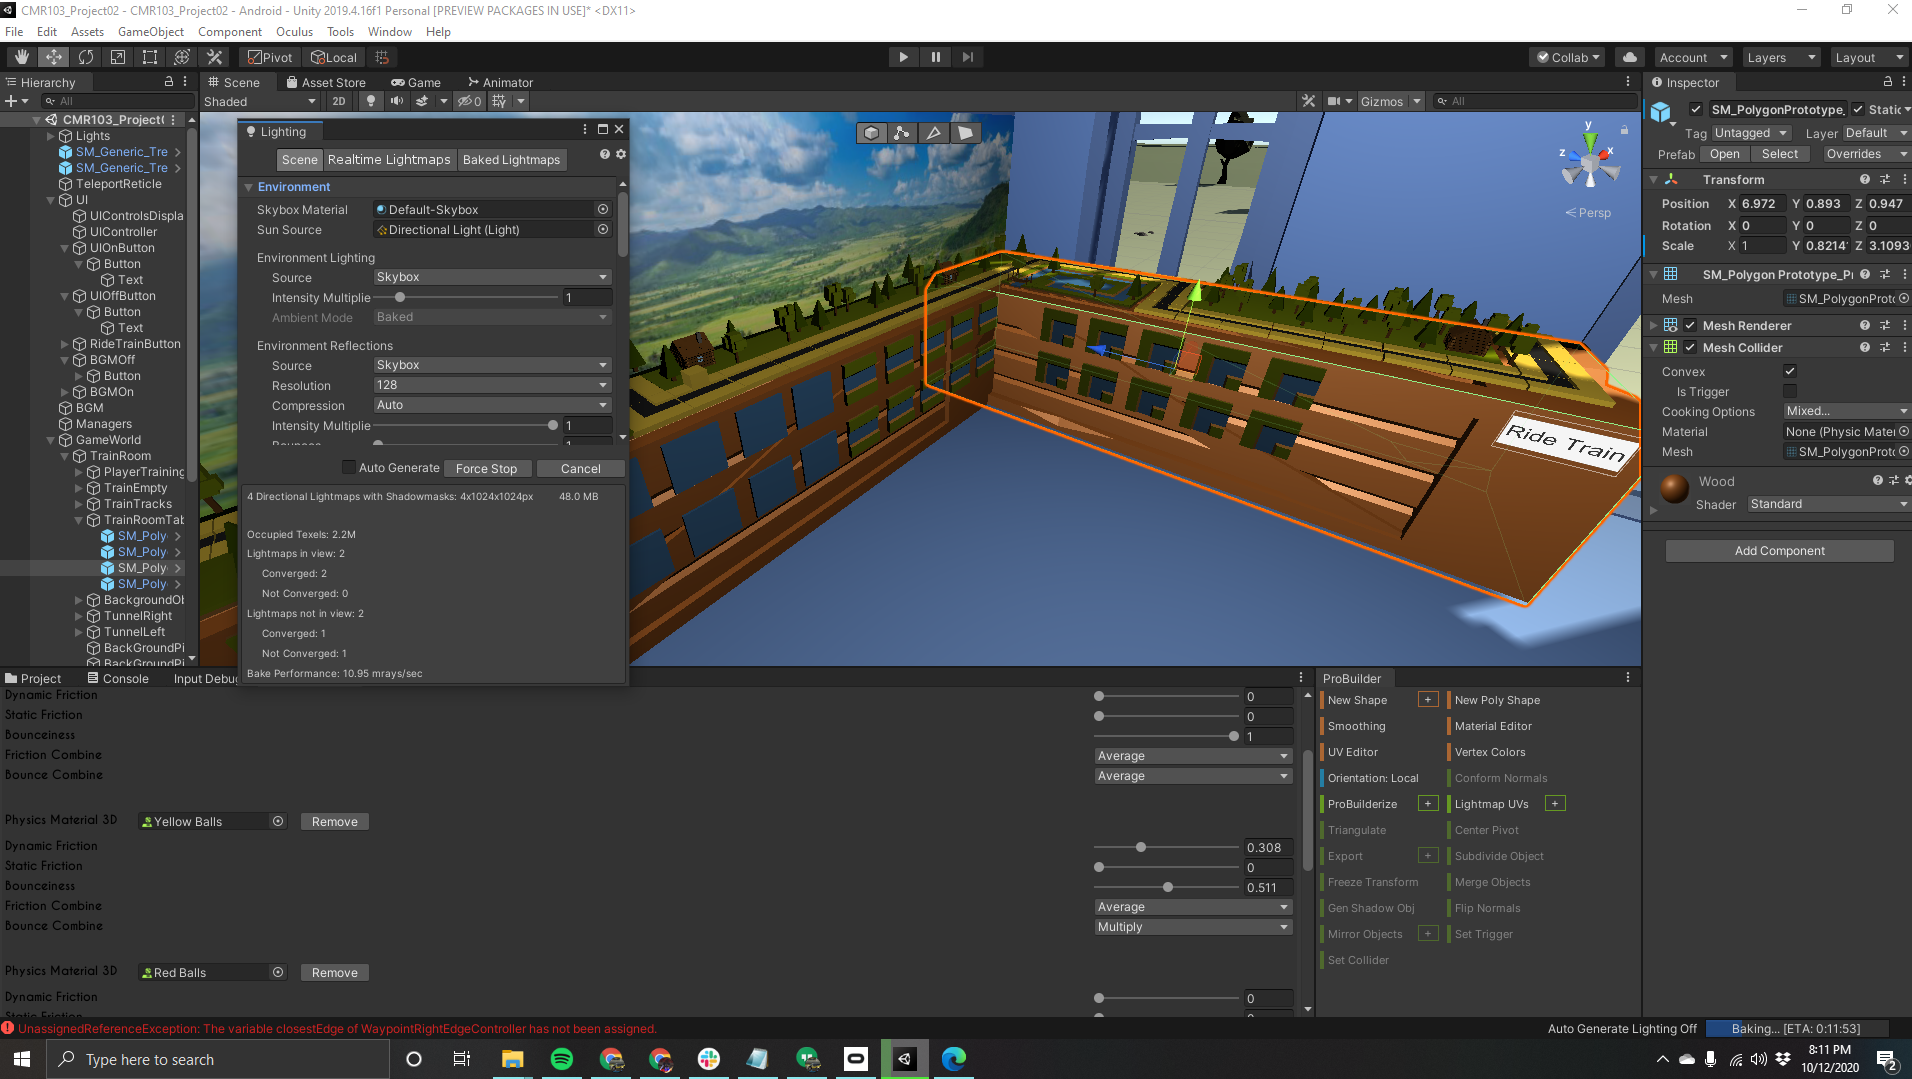 CMR103_Project02 - CMR103_Project02 - Android - Unity 2019.4.16f1 Personal [PREVIEW PACKAGES IN USE]* <DX11>
File Edit Assets GameObject Component Oculus Tools Window Help
Pivot Local Collab Account Layers Layout
Hierarchy Scene Asset Store Game Animator Inspector
All Shaded 2D 0 Gizmos All
CMR103_Project(
Lights
SM_Generic_Tre
SM_Generic_Tre
TeleportReticle
UI
UIControlsDispla
UIController
UIOnButton
Button
Text
UIOffButton
Button
Text
RideTrainButton
BGMOff
Button
BGMOn
BGM
Managers
GameWorld
TrainRoom
PlayerTraining
TrainEmpty
TrainTracks
TrainRoomTab
SM_Poly
SM_Poly
SM_Poly
SM_Poly
BackgroundOb
TunnelRight
TunnelLeft
BackGroundPi
BackGroundPi
Lighting
Scene Realtime Lightmaps Baked Lightmaps
Environment
Skybox Material Default-Skybox
Sun Source Directional Light (Light)
Environment Lighting
Source Skybox
Intensity Multiplie 1
Ambient Mode Baked
Environment Reflections
Source Skybox
Resolution 128
Compression Auto
Intensity Multiplie 1
Auto Generate Force Stop Cancel
4 Directional Lightmaps with Shadowmasks: 4x1024x1024px 48.0 MB
Occupied Texels: 2.2M
Lightmaps in view: 2
Converged: 2
Not Converged: 0
Lightmaps not in view: 2
Converged: 1
Not Converged: 1
Bake Performance: 10.95 mrays/sec
y
z x
Persp
Ride Train
SM_PolygonPrototype_ Static
Tag Untagged Layer Default
Prefab Open Select Overrides
Transform
Position X 6.972 Y 0.893 Z 0.947
Rotation X 0 Y 0 Z 0
Scale X 1 Y 0.8214 Z 3.1093
SM_Polygon Prototype_P
Mesh SM_PolygonProto
Mesh Renderer
Mesh Collider
Convex
Is Trigger
Cooking Options Mixed...
Material None (Physic Mater
Mesh SM_PolygonProto
Wood
Shader Standard
Add Component
Project Console Input Debug
Dynamic Friction 0
Static Friction 0
Bounceiness 1
Friction Combine Average
Bounce Combine Average
Physics Material 3D Yellow Balls Remove
Dynamic Friction 0.308
Static Friction 0
Bounceiness 0.511
Friction Combine Average
Bounce Combine Multiply
Physics Material 3D Red Balls Remove
Dynamic Friction 0
ProBuilder
New Shape + New Poly Shape
Smoothing Material Editor
UV Editor Vertex Colors
Orientation: Local Conform Normals
ProBuilderize + Lightmap UVs +
Triangulate Center Pivot
Export + Subdivide Object
Freeze Transform Merge Objects
Gen Shadow Obj Flip Normals
Mirror Objects + Set Trigger
Set Collider
UnassignedReferenceException: The variable closestEdge of WaypointRightEdgeController has not been assigned.
Auto Generate Lighting Off Baking... [ETA: 0:11:53]
Type here to search
8:11 PM
10/12/2020
2